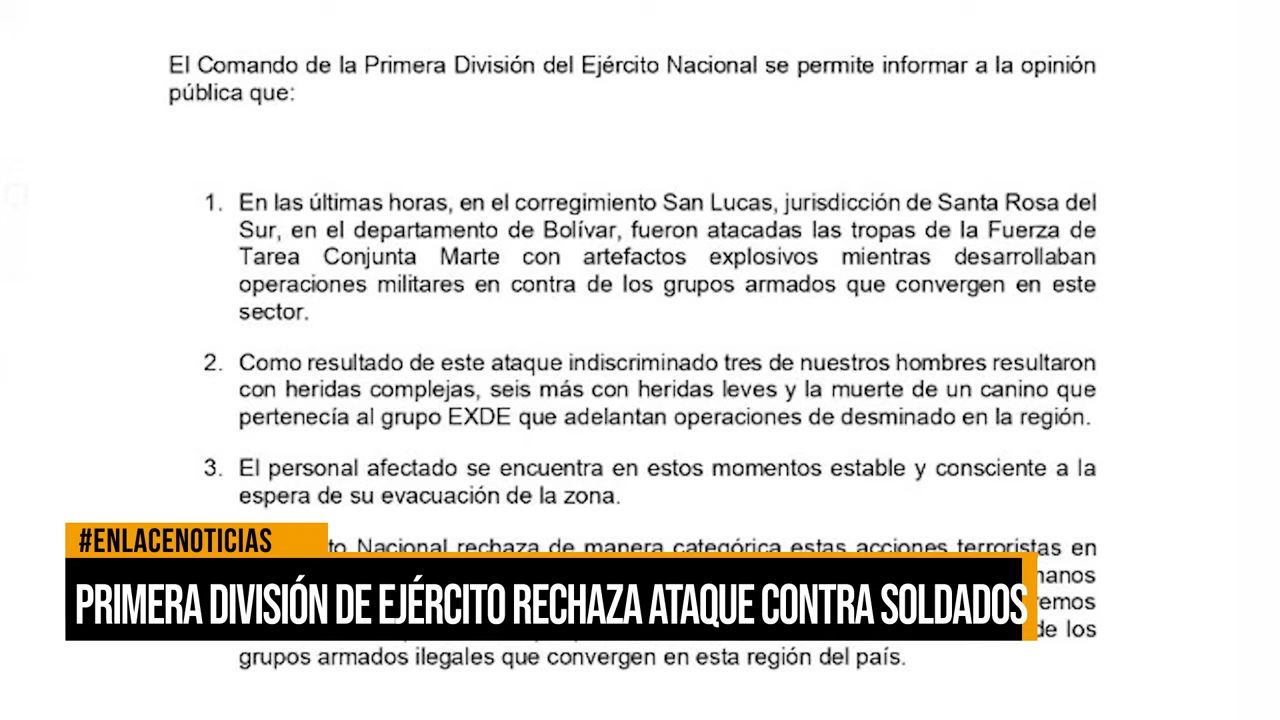 El Comando de la Primera División del Ejército Nacional se permite informar a la opinión
pública que:
1. En las últimas horas, en el corregimiento San Lucas, jurisdicción de Santa Rosa del
Sur, en el departamento de Bolívar, fueron atacadas las tropas de la Fuerza de
Tarea Conjunta Marte con artefactos explosivos mientras desarrollaban
operaciones militares en contra de los grupos armados que convergen en este
sector.
2. Como resultado de este ataque indiscriminado tres de nuestros hombres resultaron
con heridas complejas, seis más con heridas leves y la muerte de un canino que
pertenecía al grupo EXDE que adelantan operaciones de desminado en la región.
3. El personal afectado se encuentra en estos momentos estable y consciente a la
espera de su evacuación de la zona.
#ENLACENOTICIAS
Nacional rechaza de manera categórica estas acciones terroristas en
PRIMERA DIVISIÓN DE EJÉRCITO RECHAZA ATAQUE CONTRA SOLDADOS
de los
grupos armados ilegales que convergen en esta región del país.